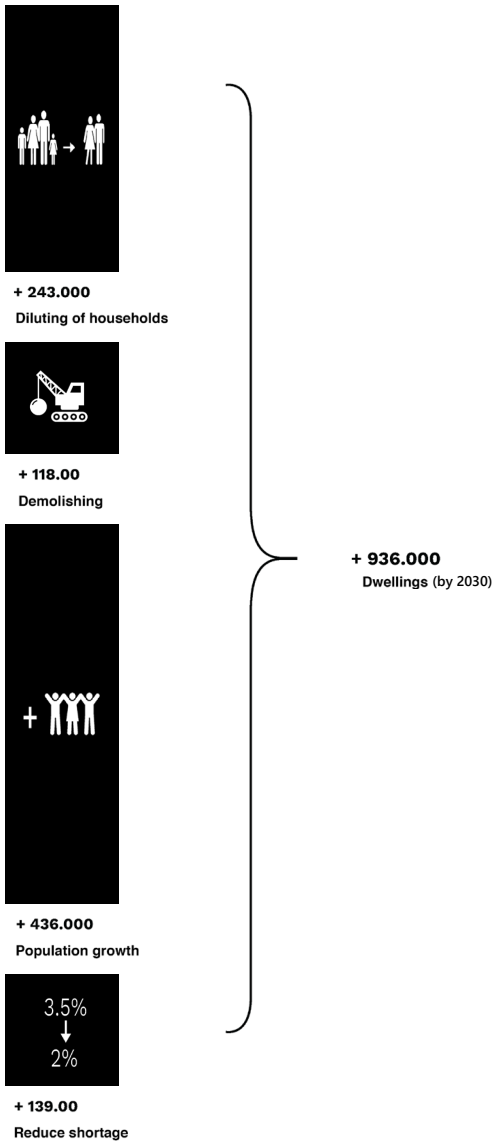 + 243.000
Diluting of households
+ 118.00
Demolishing
+ 936.000
Dwellings (by 2030)
+
+ 436.000
Population growth
3.5%
2%
+ 139.00
Reduce shortage